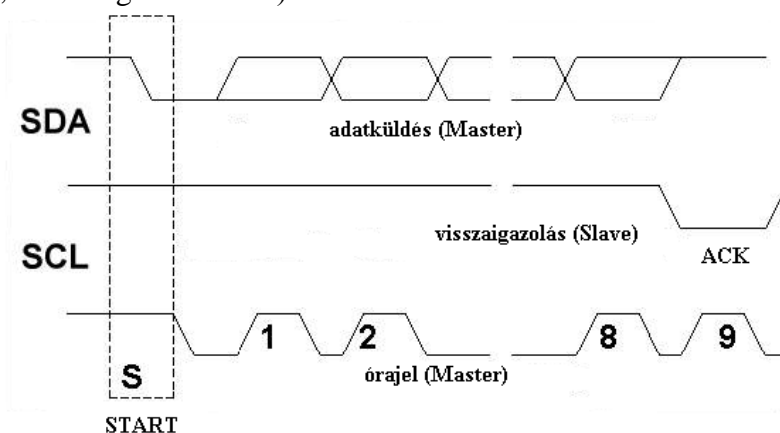 SDA
adatküldés (Master)
visszaigazolás (Slave)
SCL
ACK
1 2 8 9
S
órajel (Master)
START